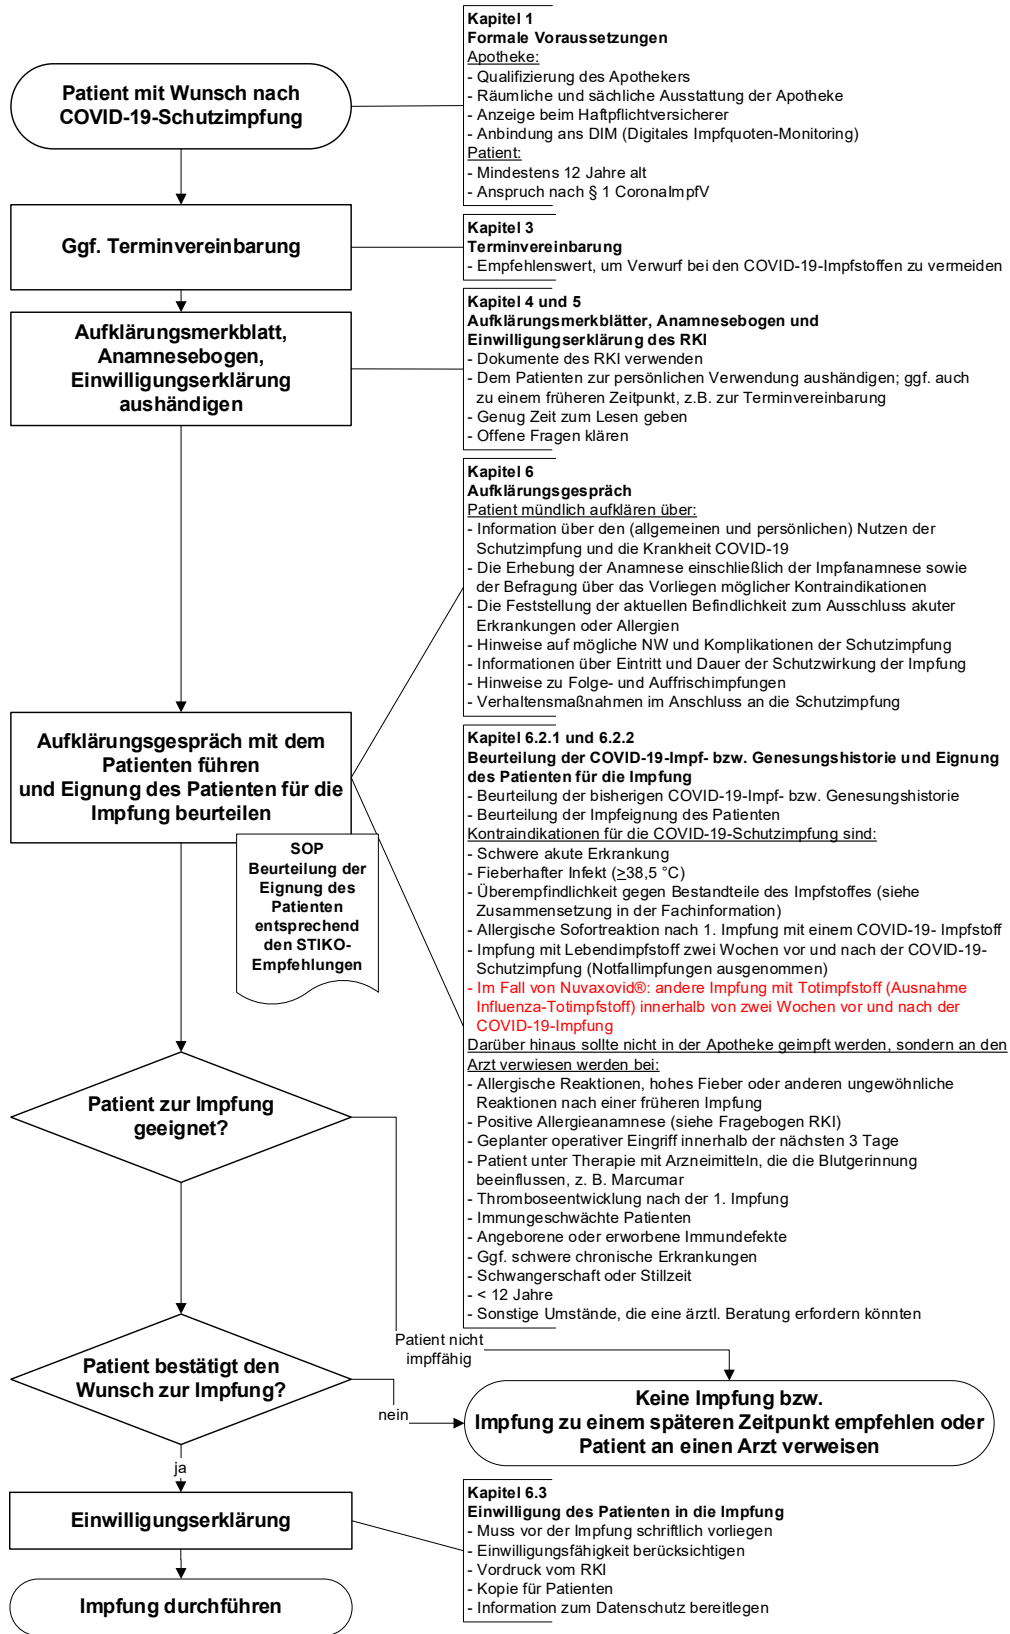 Kapitel 1
Formale Voraussetzungen
Apotheke:
- Qualifizierung des Apothekers
- Räumliche und sächliche Ausstattung der Apotheke
- Anzeige beim Haftpflichtversicherer
- Anbindung ans DIM (Digitales Impfquoten-Monitoring)
Patient:
- Mindestens 12 Jahre alt
- Anspruch nach § 1 CoronaImpfV
Patient mit Wunsch nach
COVID-19-Schutzimpfung
Ggf. Terminvereinbarung
Kapitel 3
Terminvereinbarung
- Empfehlenswert, um Verwurf bei den COVID-19-Impfstoffen zu vermeiden
Aufklärungsmerkblatt,
Anamnesebogen,
Einwilligungserklärung
aushändigen
Kapitel 4 und 5
Aufklärungsmerkblätter, Anamnesebogen und
Einwilligungserklärung des RKI
- Dokumente des RKI verwenden
- Dem Patienten zur persönlichen Verwendung aushändigen; ggf. auch
zu einem früheren Zeitpunkt, z.B. zur Terminvereinbarung
- Genug Zeit zum Lesen geben
- Offene Fragen klären
Kapitel 6
Aufklärungsgespräch
Patient mündlich aufklären über:
- Information über den (allgemeinen und persönlichen) Nutzen der
Schutzimpfung und die Krankheit COVID-19
- Die Erhebung der Anamnese einschließlich der Impfanamnese sowie
der Befragung über das Vorliegen möglicher Kontraindikationen
- Die Feststellung der aktuellen Befindlichkeit zum Ausschluss akuter
Erkrankungen oder Allergien
- Hinweise auf mögliche NW und Komplikationen der Schutzimpfung
- Informationen über Eintritt und Dauer der Schutzwirkung der Impfung
- Hinweise zu Folge- und Auffrischimpfungen
- Verhaltensmaßnahmen im Anschluss an die Schutzimpfung
Aufklärungsgespräch mit dem
Patienten führen
und Eignung des Patienten für die
Impfung beurteilen
SOP
Beurteilung der
Eignung des
Patienten
entsprechend
den STIKO-
Empfehlungen
Kapitel 6.2.1 und 6.2.2
Beurteilung der COVID-19-Impf- bzw. Genesungshistorie und Eignung
des Patienten für die Impfung
- Beurteilung der bisherigen COVID-19-Impf- bzw. Genesungshistorie
- Beurteilung der Impfeignung des Patienten
Kontraindikationen für die COVID-19-Schutzimpfung sind:
- Schwere akute Erkrankung
- Fieberhafter Infekt (≥38,5 °C)
- Überempfindlichkeit gegen Bestandteile des Impfstoffes (siehe
Zusammensetzung in der Fachinformation)
- Allergische Sofortreaktion nach 1. Impfung mit einem COVID-19- Impfstoff
- Impfung mit Lebendimpfstoff zwei Wochen vor und nach der COVID-19-
Schutzimpfung (Notfallimpfungen ausgenommen)
- Im Fall von Nuvaxovid®: andere Impfung mit Totimpfstoff (Ausnahme
Influenza-Totimpfstoff) innerhalb von zwei Wochen vor und nach der
COVID-19-Impfung
Darüber hinaus sollte nicht in der Apotheke geimpft werden, sondern an den
Arzt verwiesen werden bei:
- Allergische Reaktionen, hohes Fieber oder anderen ungewöhnliche
Reaktionen nach einer früheren Impfung
- Positive Allergieanamnese (siehe Fragebogen RKI)
- Geplanter operativer Eingriff innerhalb der nächsten 3 Tage
- Patient unter Therapie mit Arzneimitteln, die die Blutgerinnung
beeinflussen, z. B. Marcumar
- Thromboseentwicklung nach der 1. Impfung
- Immungeschwächte Patienten
- Angeborene oder erworbene Immundefekte
- Ggf. schwere chronische Erkrankungen
- Schwangerschaft oder Stillzeit
- < 12 Jahre
- Sonstige Umstände, die eine ärztl. Beratung erfordern könnten
Patient zur Impfung
geeignet?
Patient nicht
impffähig
Patient bestätigt den
Wunsch zur Impfung?
nein
ja
Keine Impfung bzw.
Impfung zu einem späteren Zeitpunkt empfehlen oder
Patient an einen Arzt verweisen
Einwilligungserklärung
Kapitel 6.3
Einwilligung des Patienten in die Impfung
- Muss vor der Impfung schriftlich vorliegen
- Einwilligungsfähigkeit berücksichtigen
- Vordruck vom RKI
- Kopie für Patienten
- Information zum Datenschutz bereitlegen
Impfung durchführen